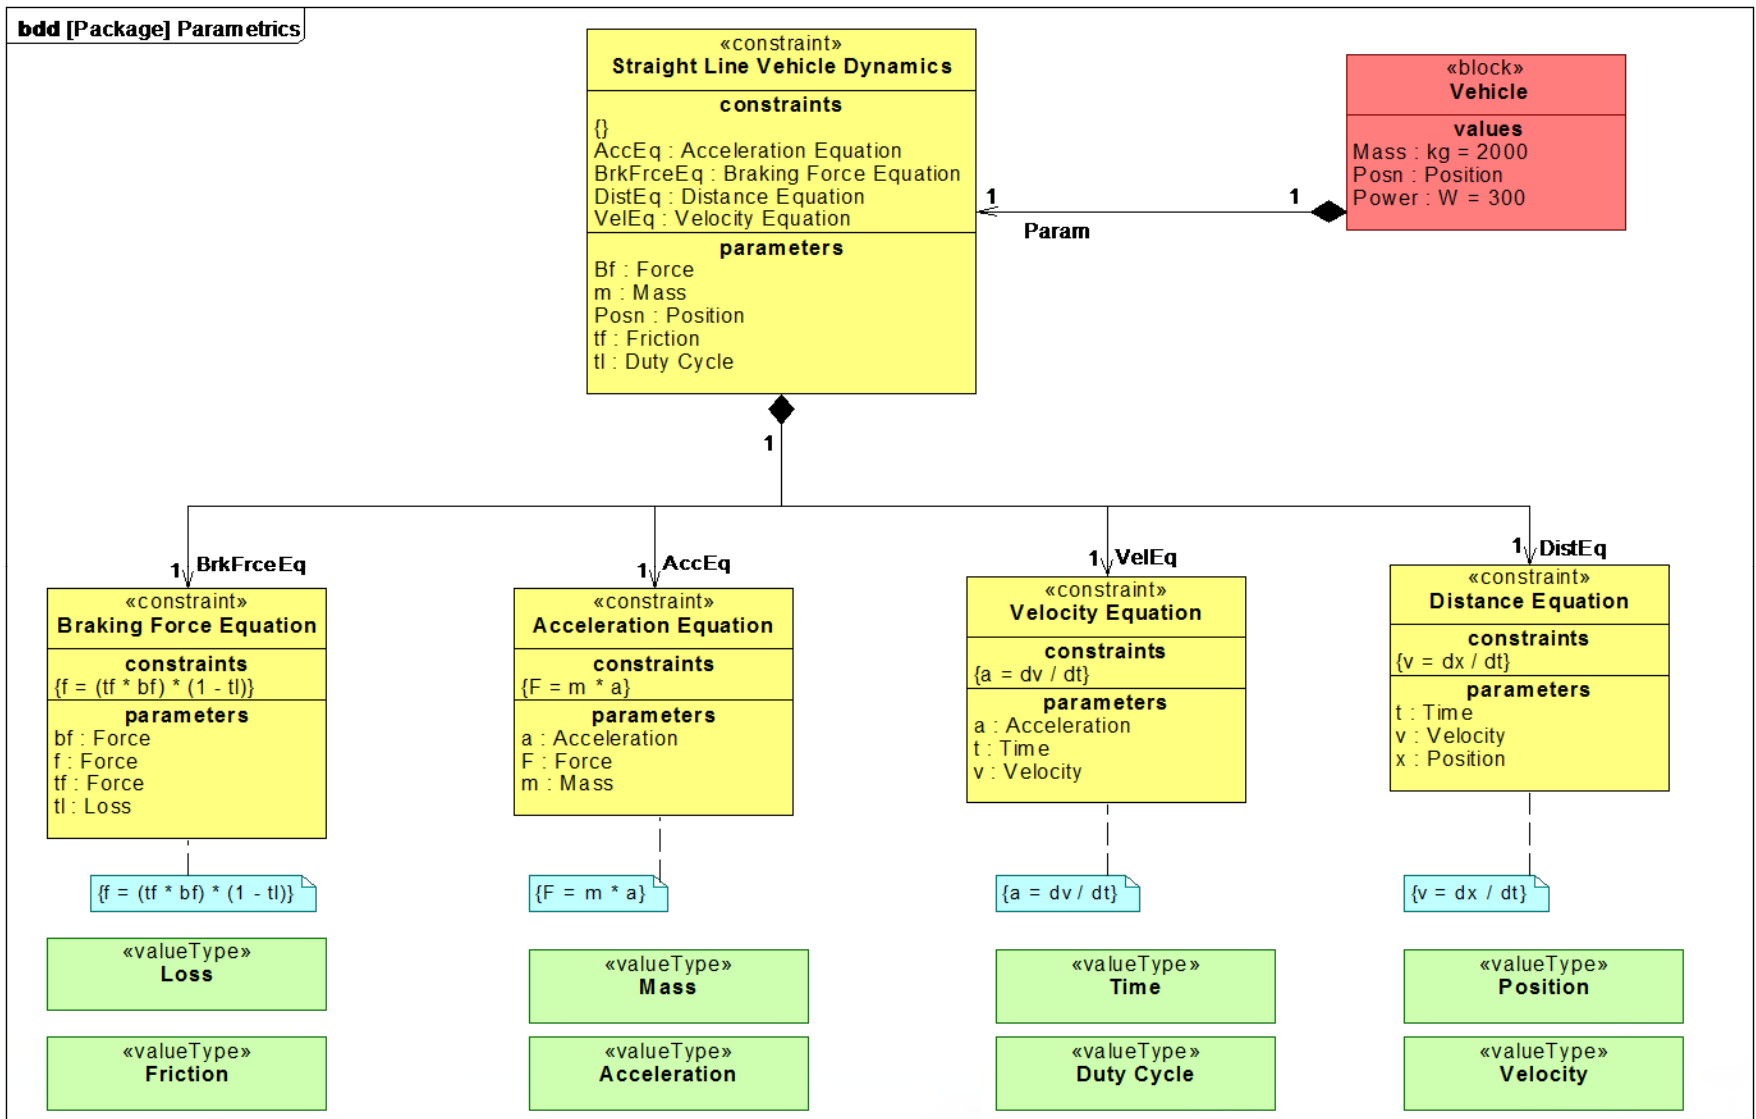 bdd [Package] Parametrics
«constraint»
Straight Line Vehicle Dynamics
constraints
{}
AccEq : Acceleration Equation
BrkFrceEq : Braking Force Equation
DistEq : Distance Equation
VelEq : Velocity Equation
parameters
Bf : Force
m : Mass
Posn : Position
tf : Friction
tl : Duty Cycle
«block»
Vehicle
values
Mass : kg = 2000
Posn : Position
Power : W = 300
1
1
Param
1
1
BrkFrceEq
1
AccEq
1
VelEq
1
DistEq
«constraint»
Braking Force Equation
constraints
{f = (tf * bf) * (1 - tl)}
parameters
bf : Force
f : Force
tf : Force
tl : Loss
«constraint»
Acceleration Equation
constraints
{F = m * a}
parameters
a : Acceleration
F : Force
m : Mass
«constraint»
Velocity Equation
constraints
{a = dv / dt}
parameters
a : Acceleration
t : Time
v : Velocity
«constraint»
Distance Equation
constraints
{v = dx / dt}
parameters
t : Time
v : Velocity
x : Position
{f = (tf * bf) * (1 - tl)}
{F = m * a}
{a = dv / dt}
{v = dx / dt}
«valueType»
Loss
«valueType»
Mass
«valueType»
Time
«valueType»
Position
«valueType»
Friction
«valueType»
Acceleration
«valueType»
Duty Cycle
«valueType»
Velocity